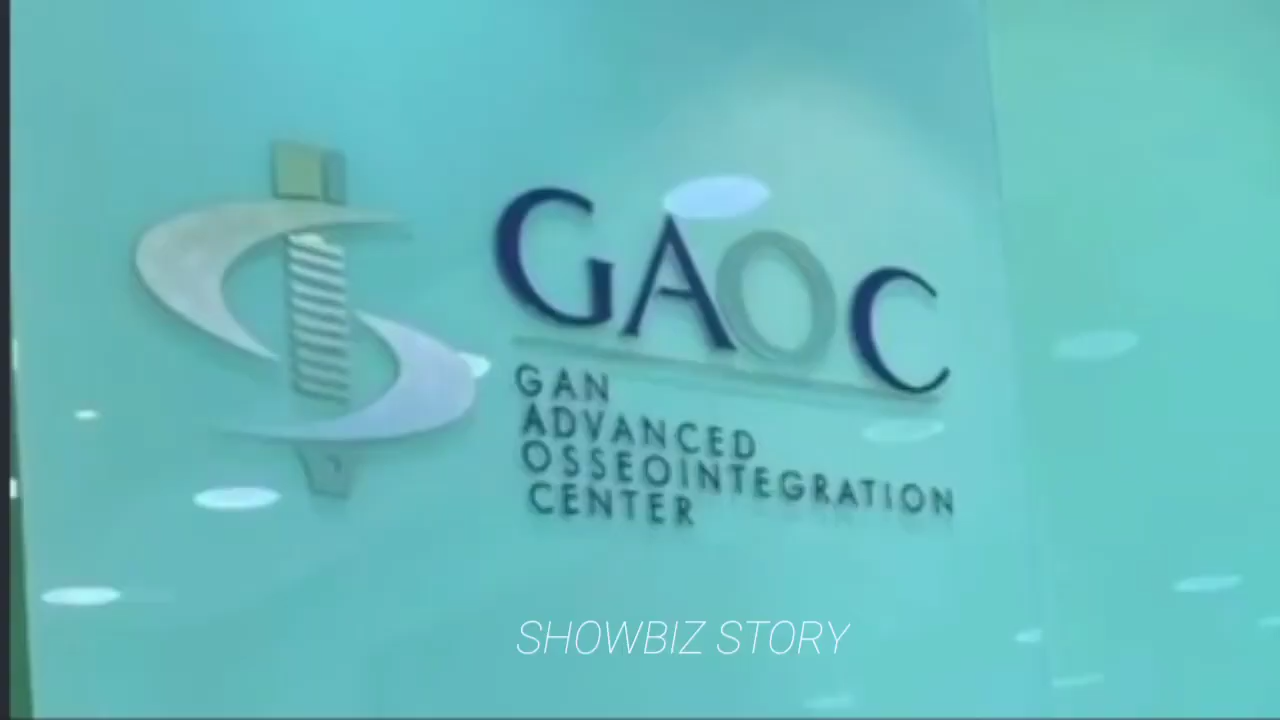 GAOC
GAN
ADVANCED
OSSEOINTEGRATION
CENTER
SHOWBIZ STORY